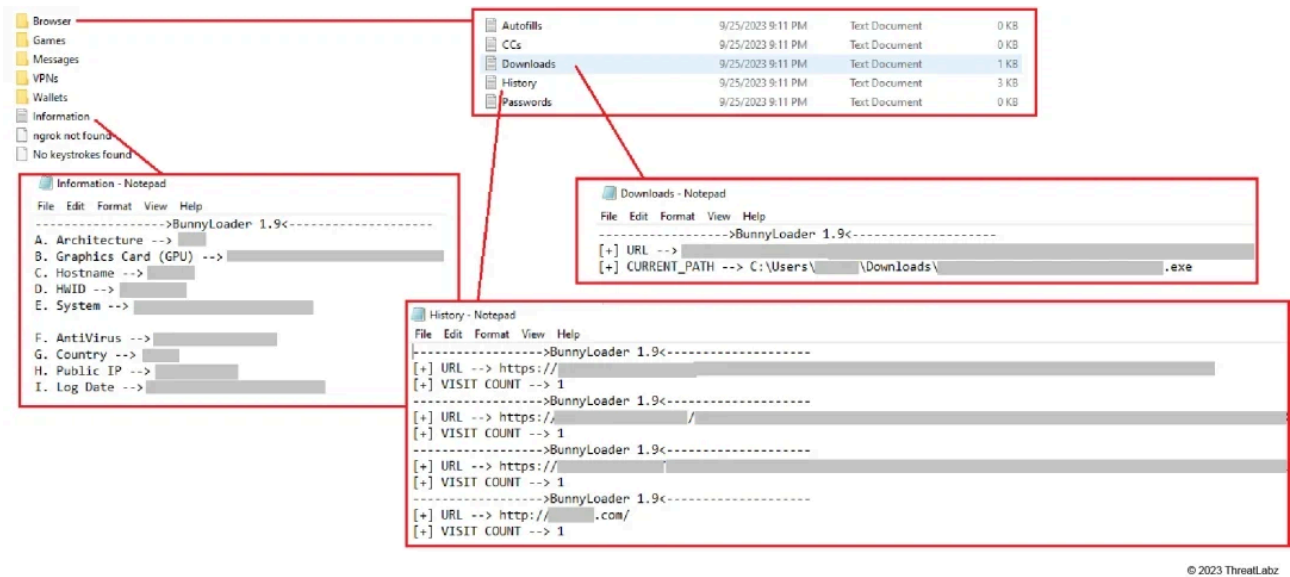 Browser
Games
Messages
VPNs
Wallets
Information
ngrok not found
No keystrokes found
Autofills 9/25/2023 9:11 PM Text Document 0 KB
CCs 9/25/2023 9:11 PM Text Document 0 KB
Downloads 9/25/2023 9:11 PM Text Document 1 KB
History 9/25/2023 9:11 PM Text Document 3 KB
Passwords 9/25/2023 9:11 PM Text Document 0 KB
Information - Notepad
File Edit Format View Help
------------------>BunnyLoader 1.9<-------------------
A. Architecture -->
B. Graphics Card (GPU) -->
C. Hostname -->
D. HWID -->
E. System -->
F. AntiVirus -->
G. Country -->
H. Public IP -->
I. Log Date -->
Downloads - Notepad
File Edit Format View Help
------------------>BunnyLoader 1.9<-------------------
[+] URL -->
[+] CURRENT_PATH --> C:\Users\ \Downloads\ .exe
History - Notepad
File Edit Format View Help
------------------>BunnyLoader 1.9<-------------------
[+] URL --> https://
[+] VISIT COUNT --> 1
------------------>BunnyLoader 1.9<-------------------
[+] URL --> https:/ /
[+] VISIT COUNT --> 1
------------------>BunnyLoader 1.9<-------------------
[+] URL --> https://
[+] VISIT COUNT --> 1
------------------>BunnyLoader 1.9<-------------------
[+] URL --> http:// .com/
[+] VISIT COUNT --> 1
© 2023 ThreatLabz